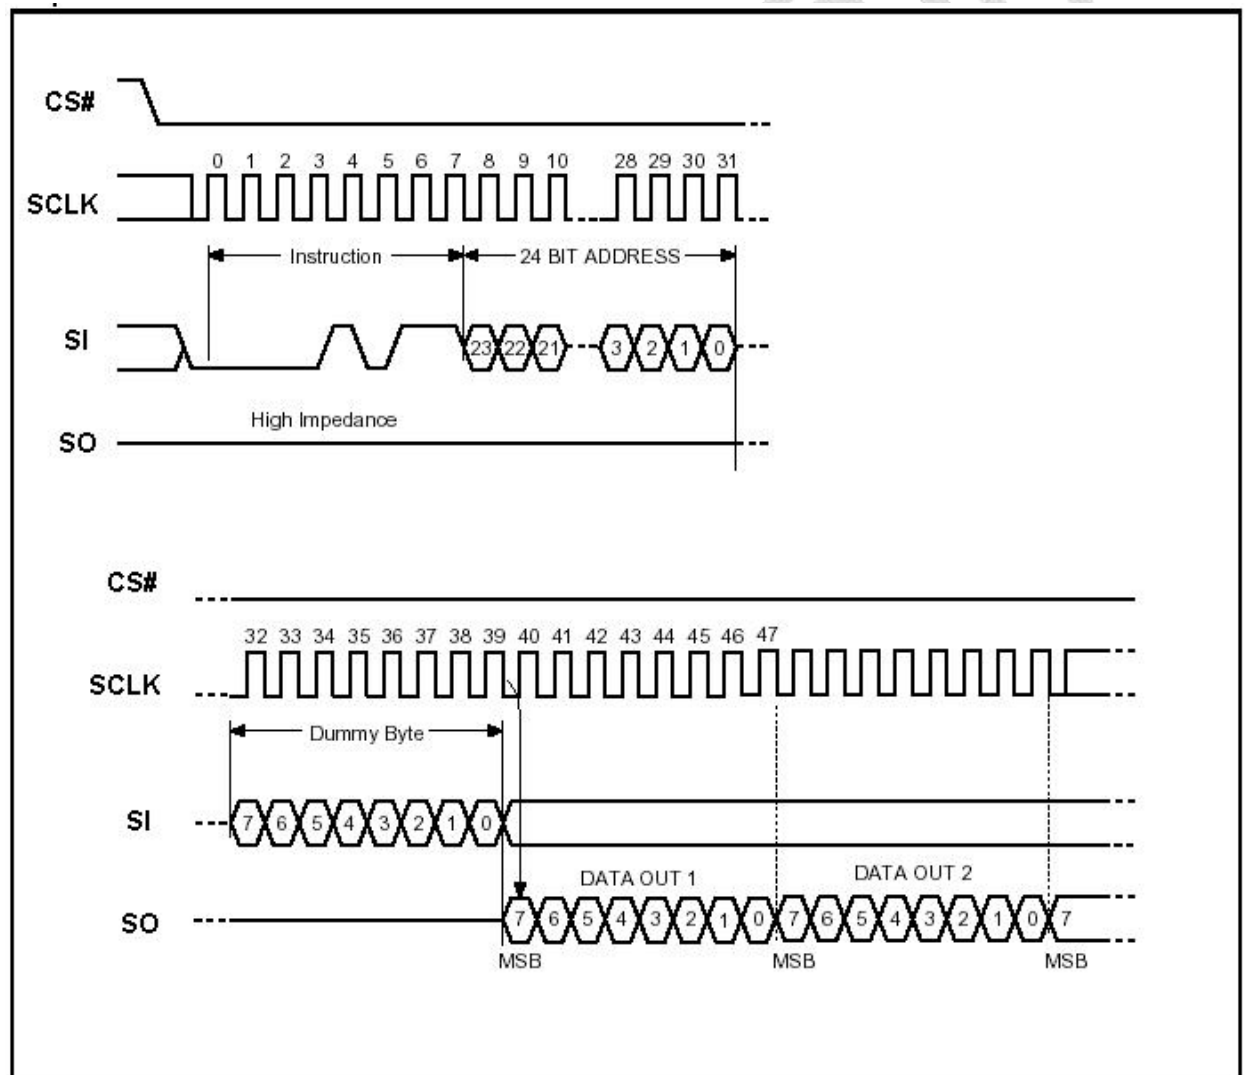 CS#
0 1 2 3 4 5 6 7 8 9 10 28 29 30 31
SCLK
Instruction 24 BIT ADDRESS
SI
23 22 21 3 2 1 0
High Impedance
SO
CS#
32 33 34 35 36 37 38 39 40 41 42 43 44 45 46 47
SCLK
Dummy Byte
SI
7 6 5 4 3 2 1 0
DATA OUT 1 DATA OUT 2
SO
7 6 5 4 3 2 1 0 7 6 5 4 3 2 1 0 7
MSB MSB MSB